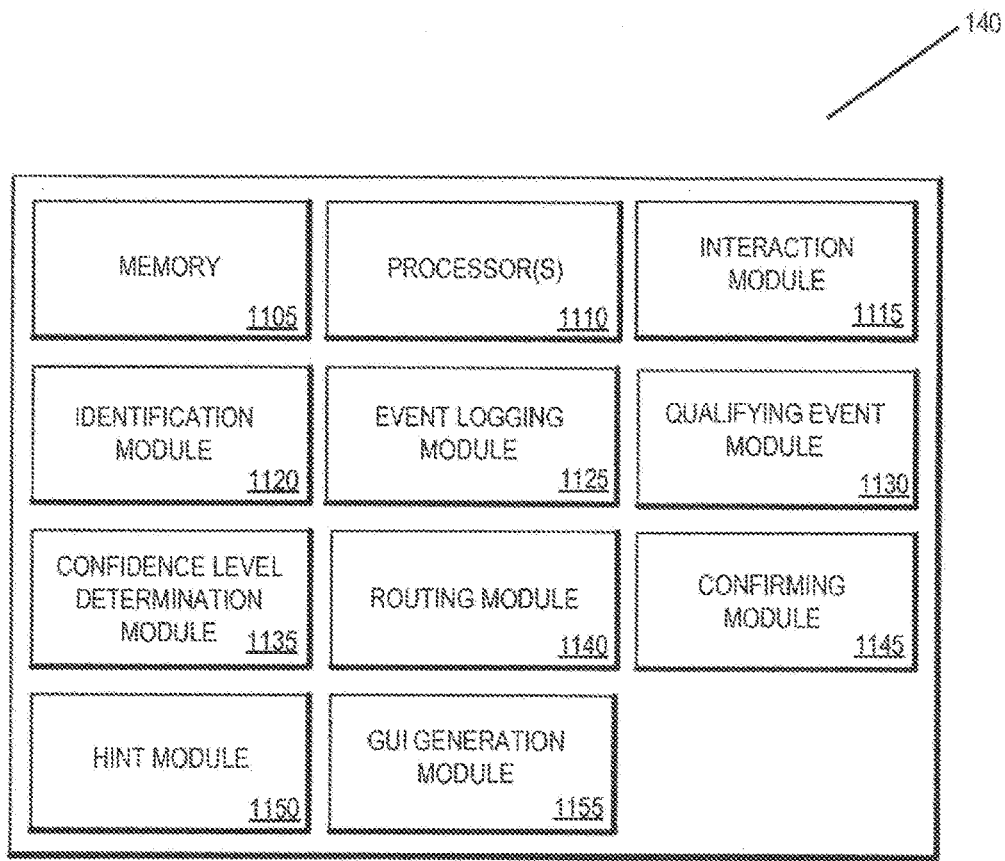 140
MEMORY
1105
PROCESSOR(S)
1110
INTERACTION
MODULE
1115
IDENTIFICATION
MODULE
1120
EVENT LOGGING
MODULE
1125
QUALIFYING EVENT
MODULE
1130
CONFIDENCE LEVEL
DETERMINATION
MODULE
1135
ROUTING MODULE
1140
CONFIRMING
MODULE
1145
HINT MODULE
1150
GUI GENERATION
MODULE
1155